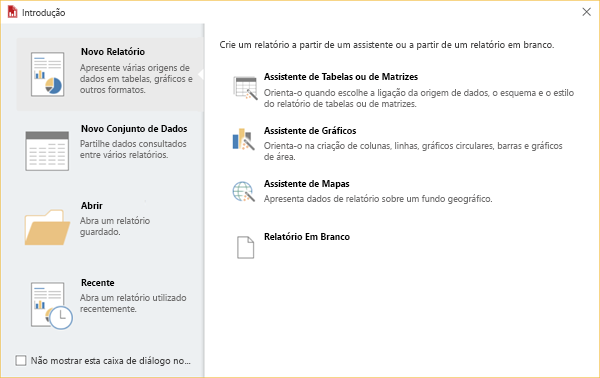 Introdução
Novo Relatório
Apresente várias origens de
dados em tabelas, gráficos e
outros formatos.
Novo Conjunto de Dados
Partilhe dados consultados
entre vários relatórios.
Abrir
Abra um relatório
guardado.
Recente
Abra um relatório utilizado
recentemente.
Não mostrar esta caixa de diálogo no...
Crie um relatório a partir de um assistente ou a partir de um relatório em branco.
Assistente de Tabelas ou de Matrizes
Orienta-o quando escolhe a ligação da origem de dados, o esquema e o estilo
do relatório de tabelas ou de matrizes.
Assistente de Gráficos
Orienta-o na criação de colunas, linhas, gráficos circulares, barras e gráficos
de área.
Assistente de Mapas
Apresenta dados de relatório sobre um fundo geográfico.
Relatório Em Branco